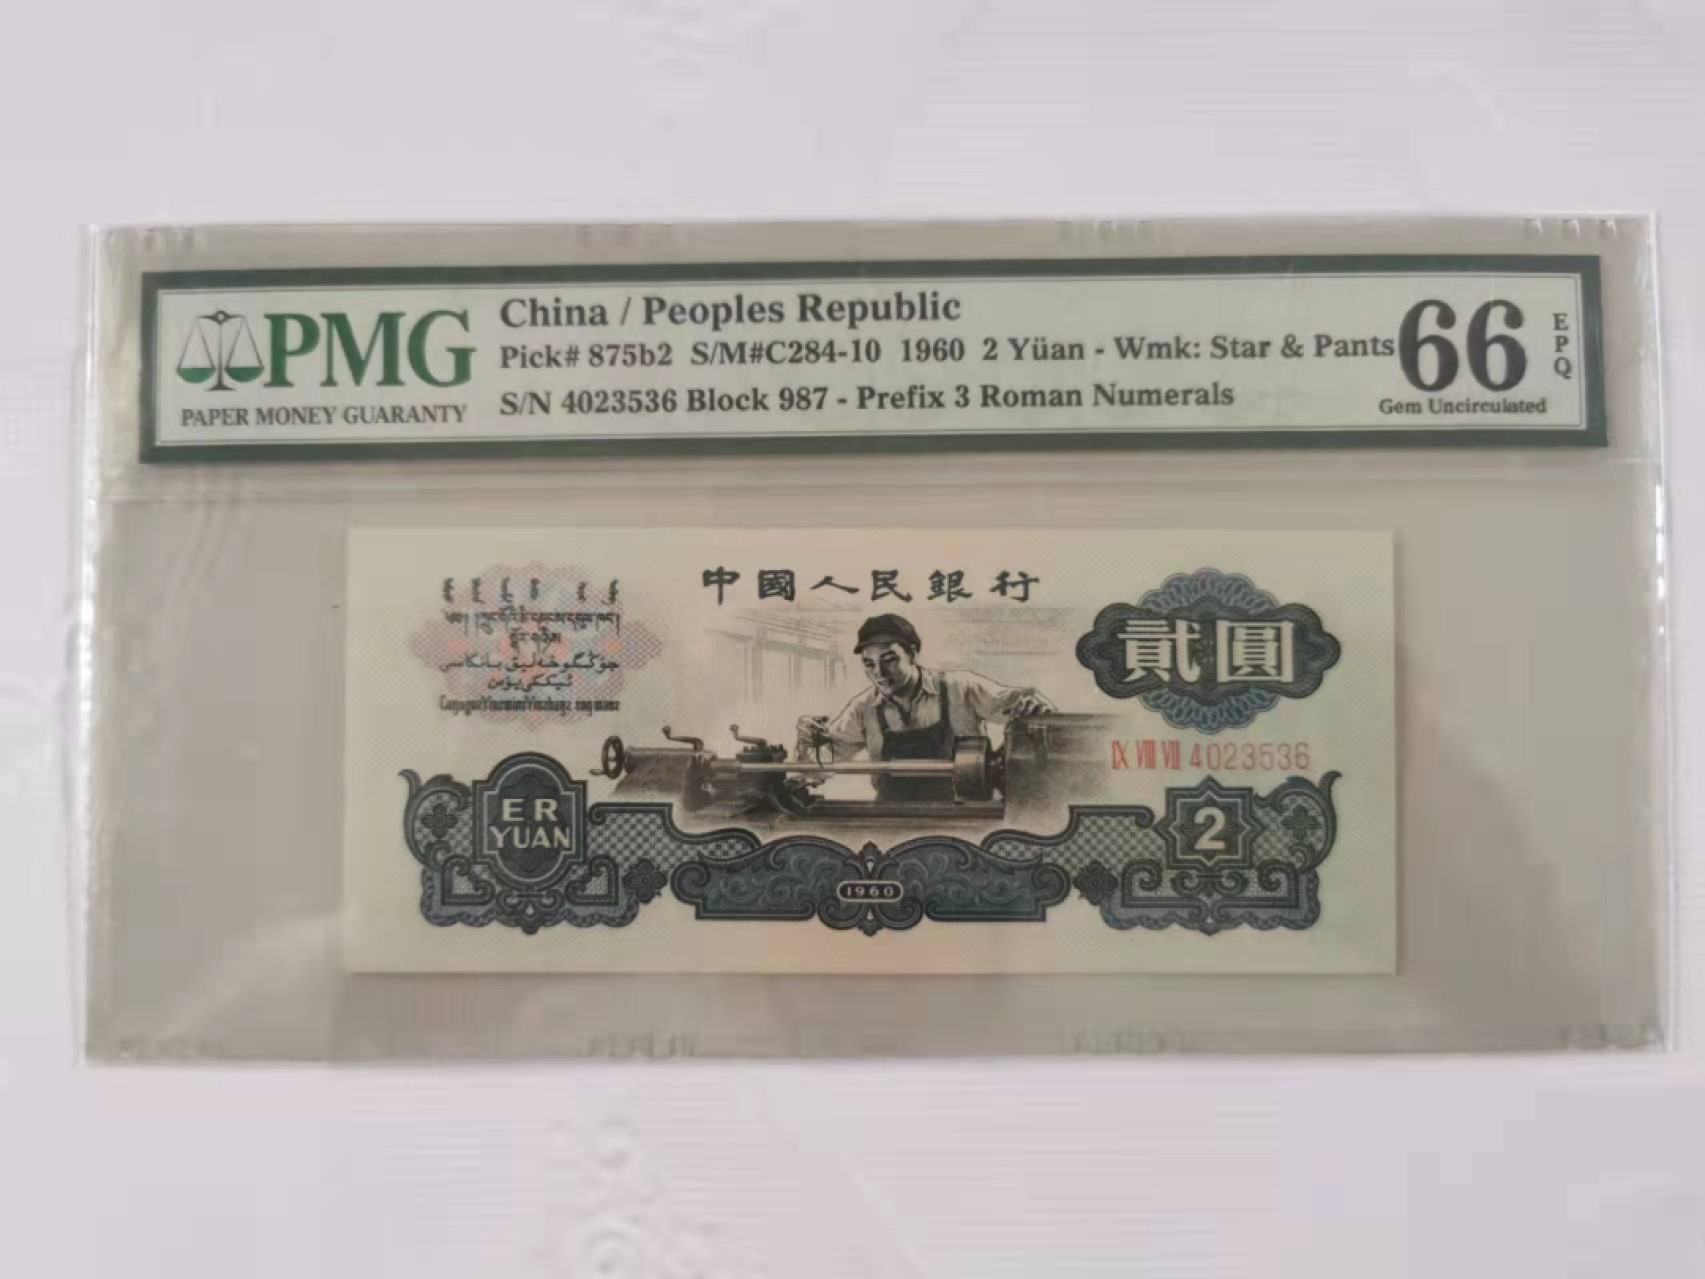 PMG
PAPER MONEY GUARANTY
China / Peoples Republic
Pick# 875b2 S/M#C284-10 1960 2 Yüan - Wmk: Star & Pants
S/N 4023536 Block 987 - Prefix 3 Roman Numerals
66
EPQ
Gem Uncirculated
中國人民銀行
貳圓
IX VIII VII 4023536
ER
YUAN
2
1960